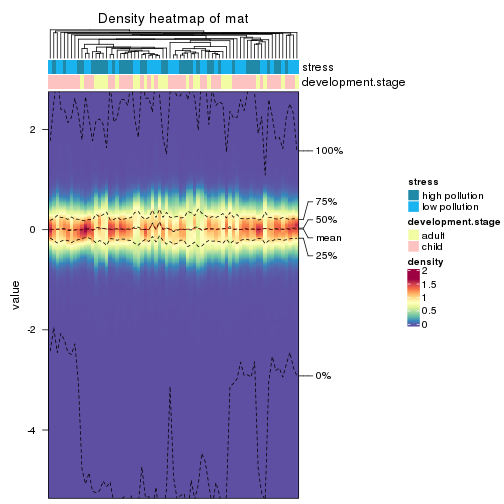 Density heatmap of mat
stress
development.stage
2
0
-2
-4
value
100%
75%
50%
mean
25%
0%
stress
high pollution
low pollution
development.stage
adult
child
density
2
1.5
1
0.5
0